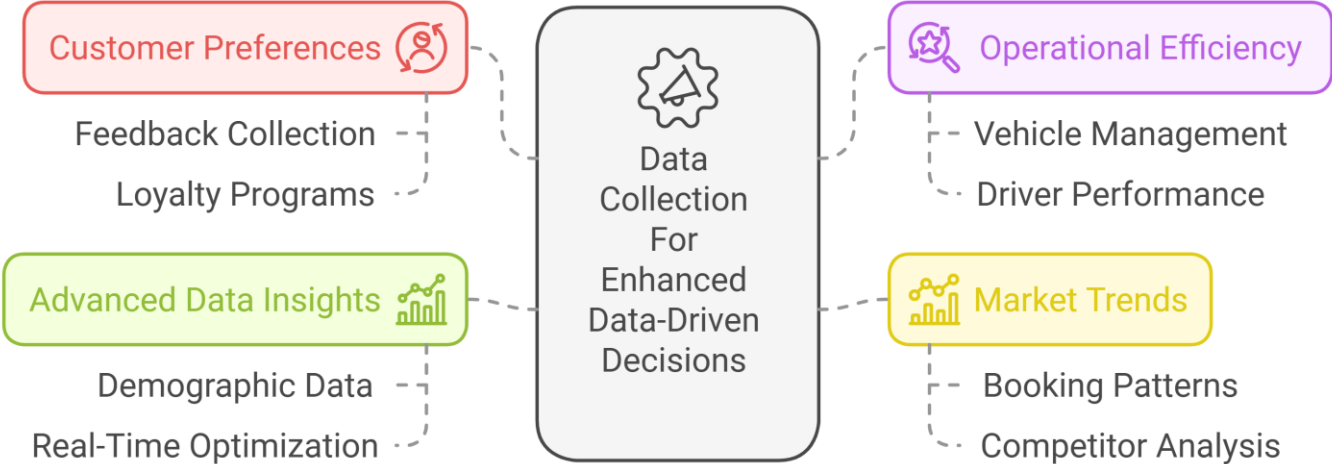 Customer Preferences
Feedback Collection
Loyalty Programs
Advanced Data Insights
Demographic Data
Real-Time Optimization
Data
Collection
For
Enhanced
Data-Driven
Decisions
Operational Efficiency
Vehicle Management
Driver Performance
Market Trends
Booking Patterns
Competitor Analysis